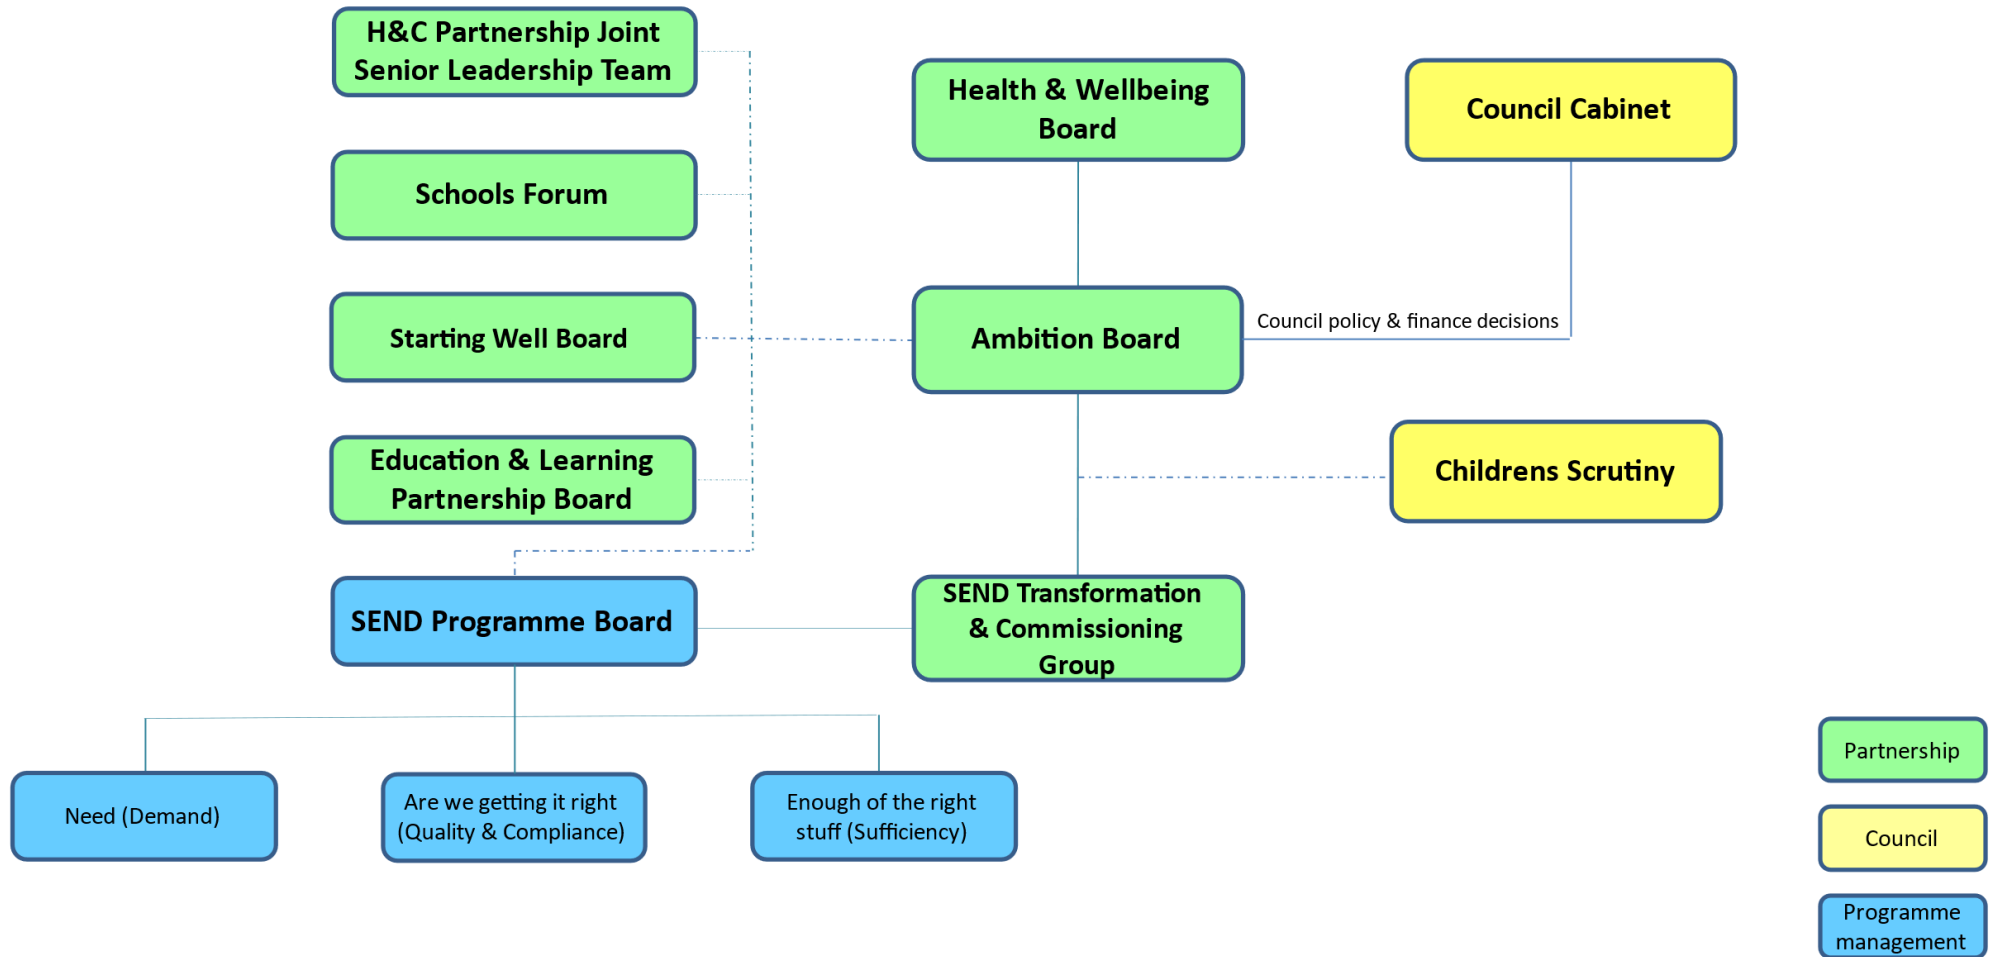 H&C Partnership Joint
Senior Leadership Team
Health & Wellbeing
Board
Council Cabinet
Schools Forum
Starting Well Board
Ambition Board
Council policy & finance decisions
Education & Learning
Partnership Board
Childrens Scrutiny
SEND Programme Board
SEND Transformation
& Commissioning
Group
Need (Demand)
Are we getting it right
(Quality & Compliance)
Enough of the right
stuff (Sufficiency)
Partnership
Council
Programme
management